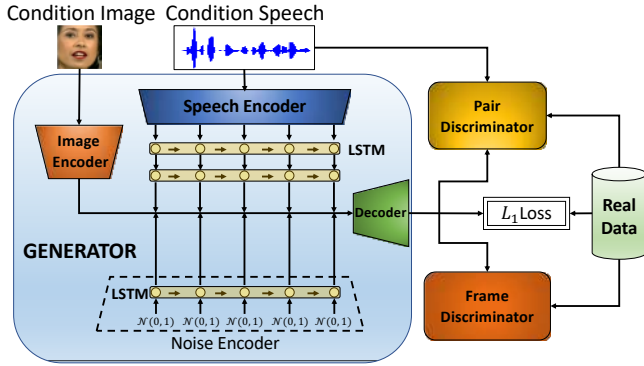 Condition Image
Condition Speech
Speech Encoder
Image
Encoder
LSTM
Pair
Discriminator
Decoder
L₁ Loss
Real
Data
GENERATOR
LSTM
𝒩(0,1) 𝒩(0,1) 𝒩(0,1) 𝒩(0,1) 𝒩(0,1)
Noise Encoder
Frame
Discriminator